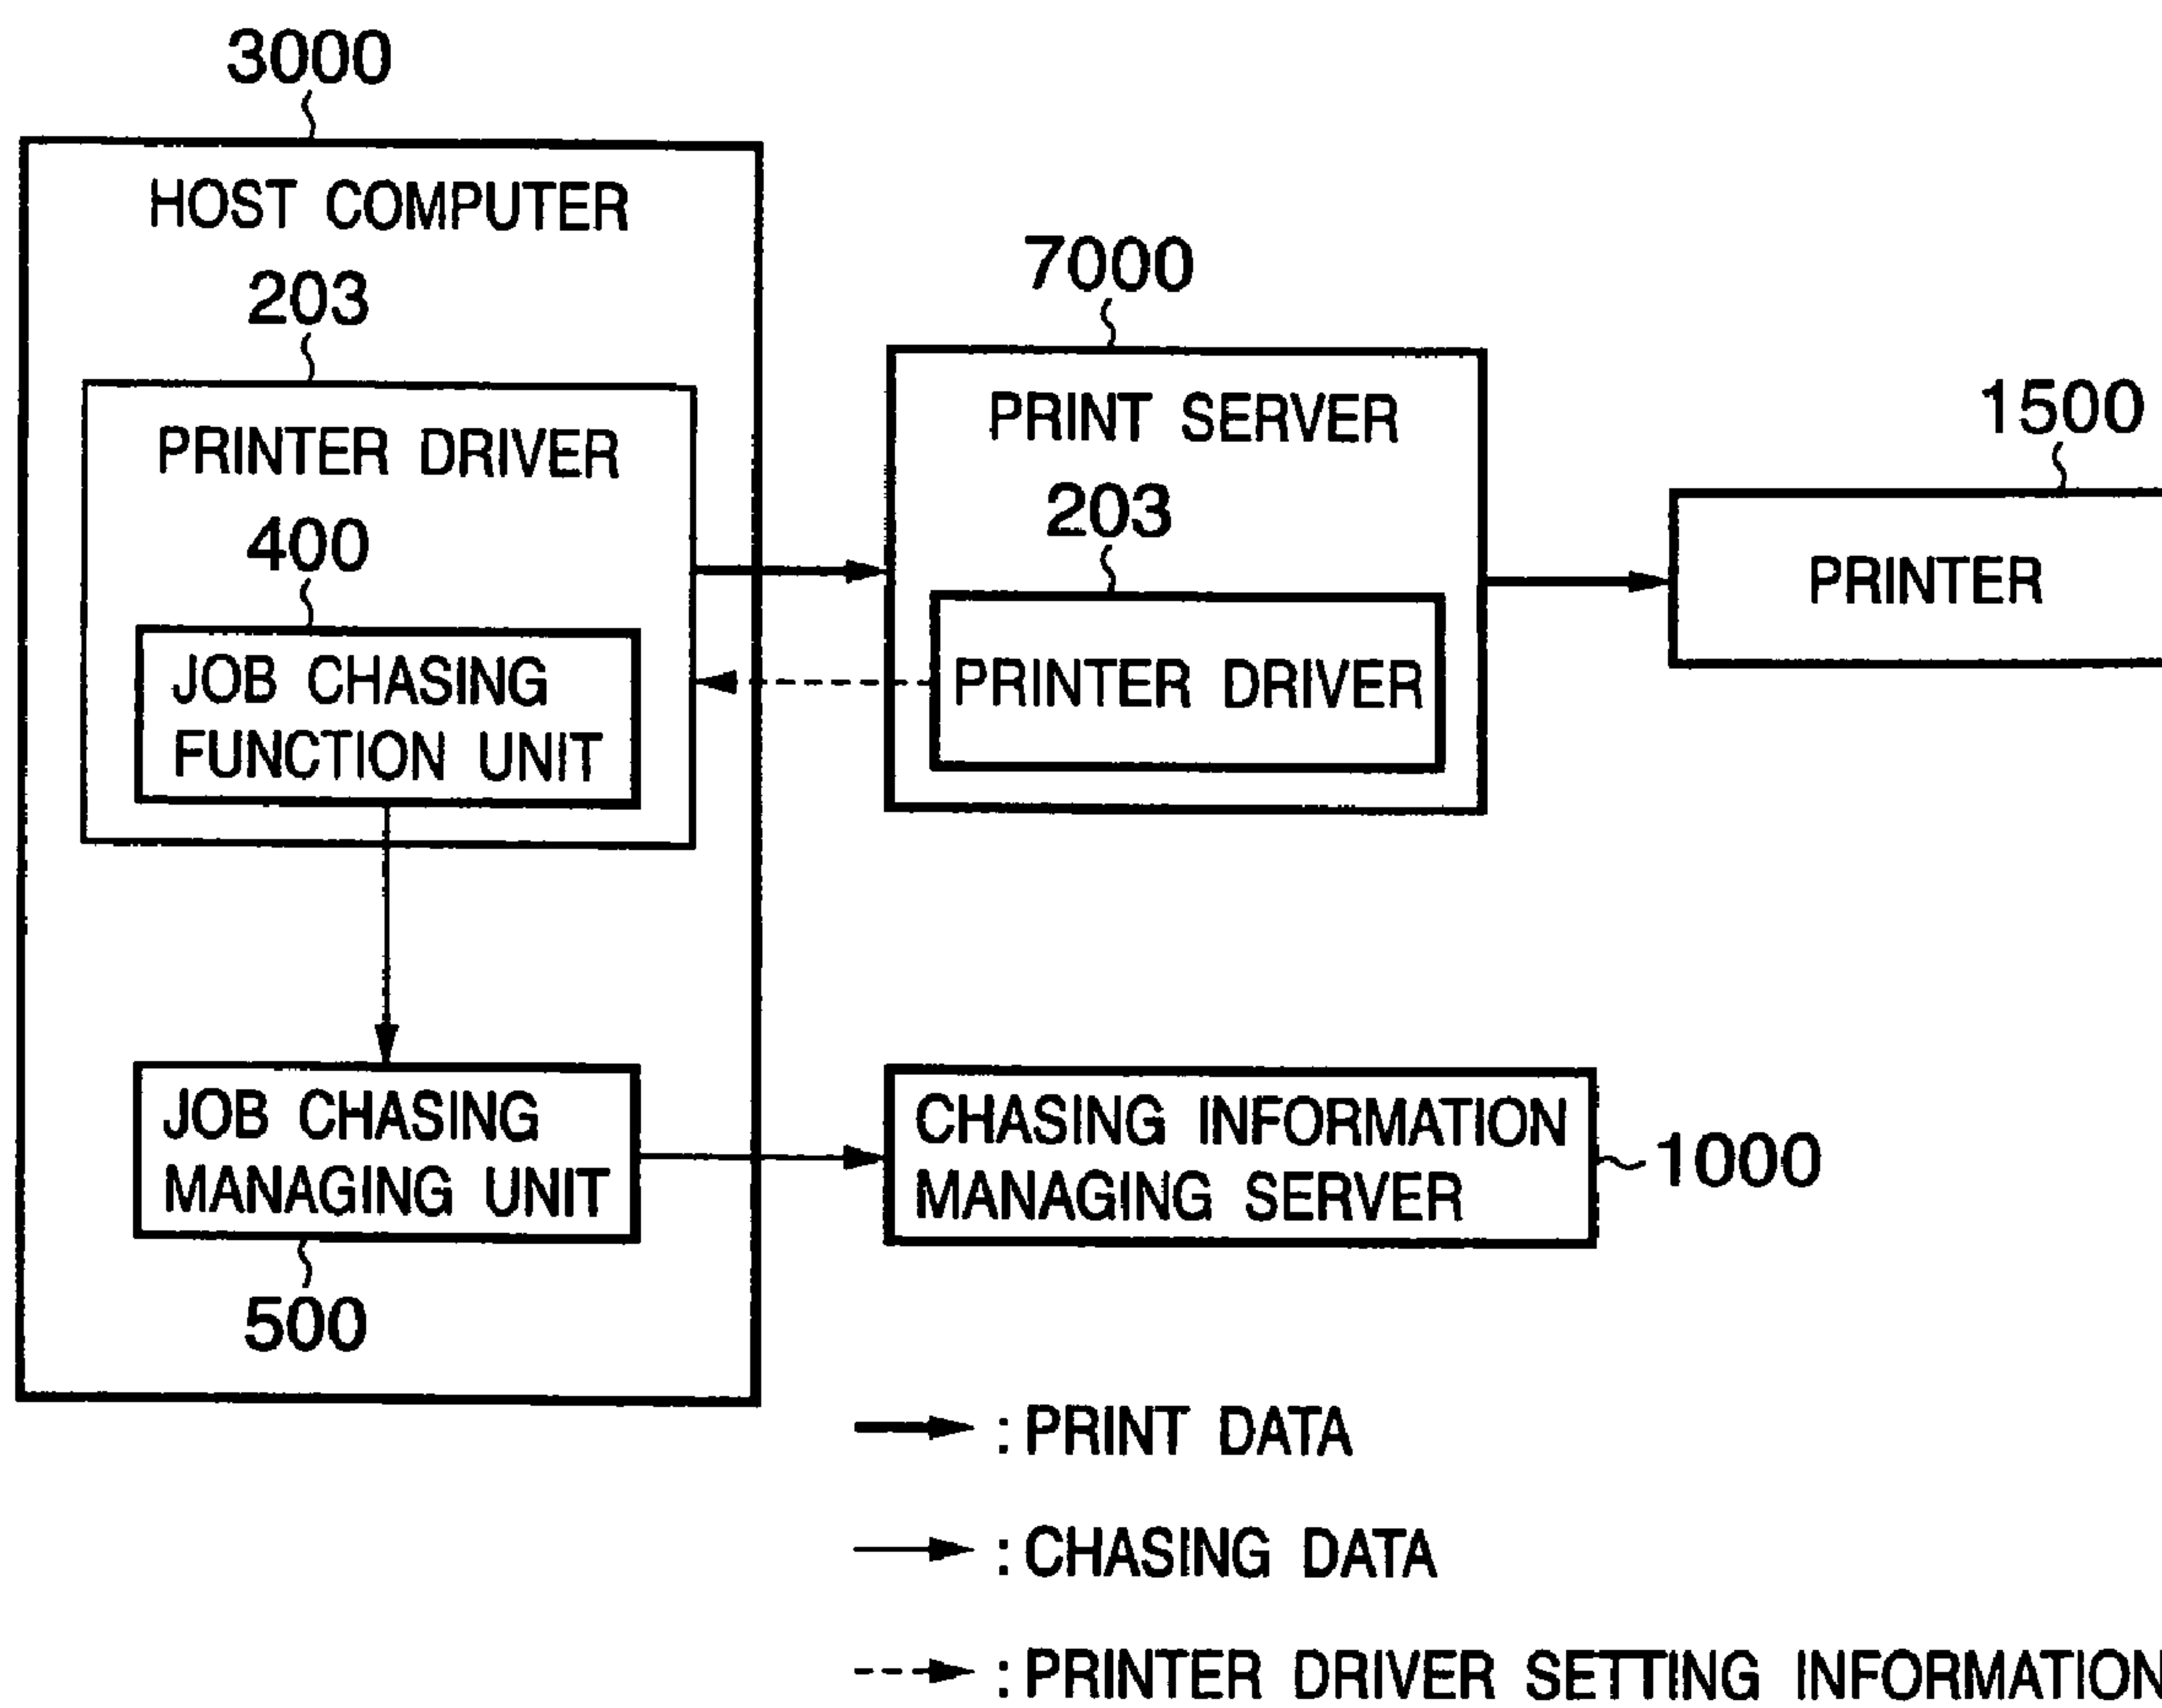 3000
HOST COMPUTER
203
PRINTER DRIVER
400
JOB CHASING
FUNCTION UNIT
JOB CHASING
MANAGING UNIT
500
7000
PRINT SERVER
203
PRINTER DRIVER
1500
PRINTER
CHASING INFORMATION
MANAGING SERVER
1000
: PRINT DATA
: CHASING DATA
: PRINTER DRIVER SETTING INFORMATION